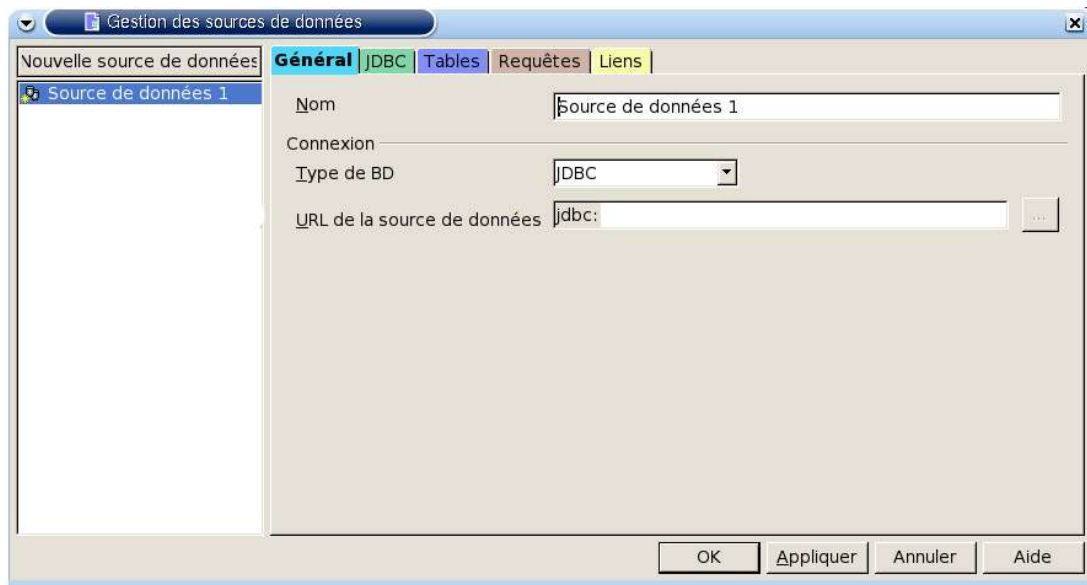 Gestion des sources de données
Nouvelle source de données
Source de données 1
Général JDBC Tables Requêtes Liens
Nom Source de données 1
Connexion
Type de BD JDBC
URL de la source de données jdbc: ...
OK Appliquer Annuler Aide